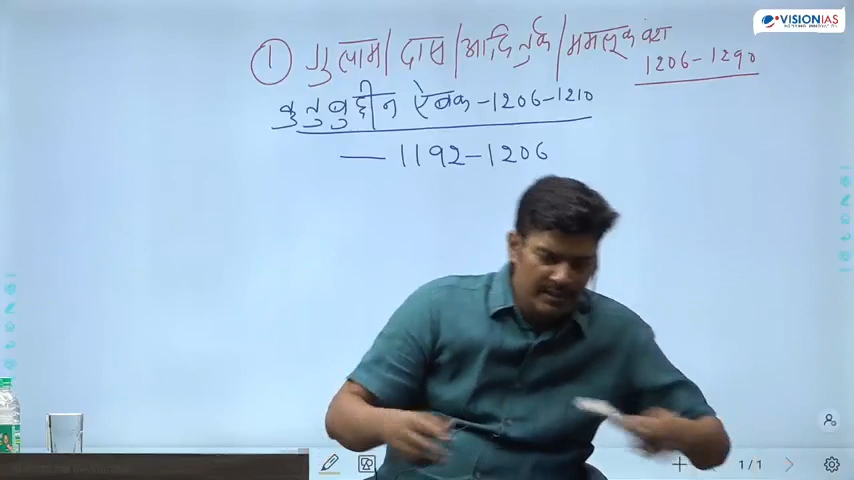 VISIONIAS
① गुलाम/दास/आदितुर्क/ममलूक वंश
1206-1290
कुतुबुद्दीन ऐबक-1206-1210
— 1192-1206
1/1